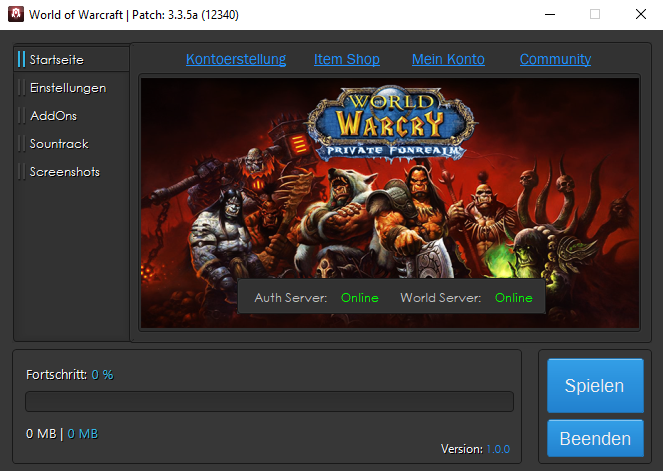 World of Warcraft | Patch: 3.3.5a (12340)
Startseite
Einstellungen
AddOns
Sountrack
Screenshots
Kontoerstellung Item Shop Mein Konto Community
WORLD
OF
WARCRY
PRIVATE FUNREALM
Auth Server: Online World Server: Online
Fortschritt: 0 %
0 MB | 0 MB
Version: 1.0.0
Spielen
Beenden